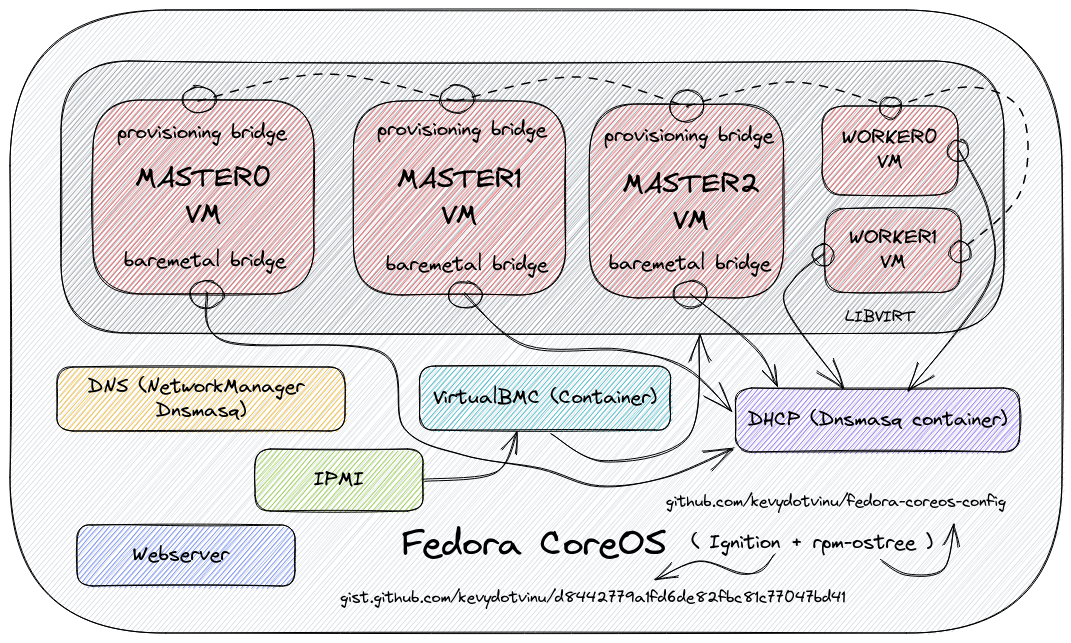 provisioning bridge
MASTER0
VM
baremetal bridge
provisioning bridge
MASTER1
VM
baremetal bridge
provisioning bridge
MASTER2
VM
baremetal bridge
WORKER0
VM
WORKER1
VM
LIBVIRT
DNS (NetworkManager
Dnsmasq)
VirtualBMC (Container)
DHCP (Dnsmasq container)
IPMI
github.com/kevydotvinu/fedora-coreos-config
Webserver
Fedora CoreOS
( Ignition + rpm-ostree )
gist.github.com/kevydotvinu/d8442779a1fd6de82fbc81c77047bd41